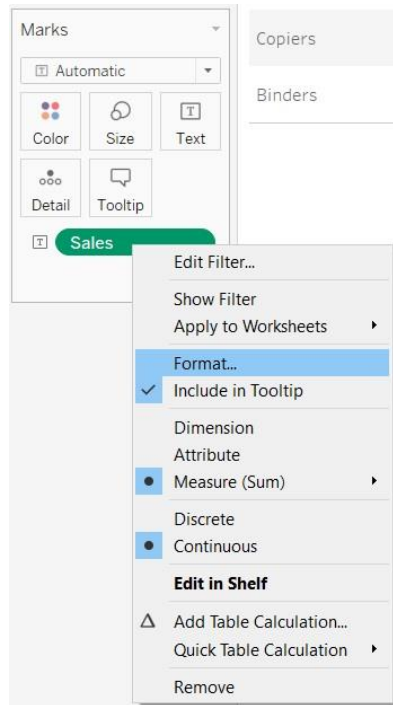 Marks
Copiers
T Automatic
Binders
T
Color Size Text
Detail Tooltip
T Sales
Edit Filter...
Show Filter
Apply to Worksheets
Format...
Include in Tooltip
Dimension
Attribute
Measure (Sum)
Discrete
Continuous
Edit in Shelf
Add Table Calculation...
Quick Table Calculation
Remove